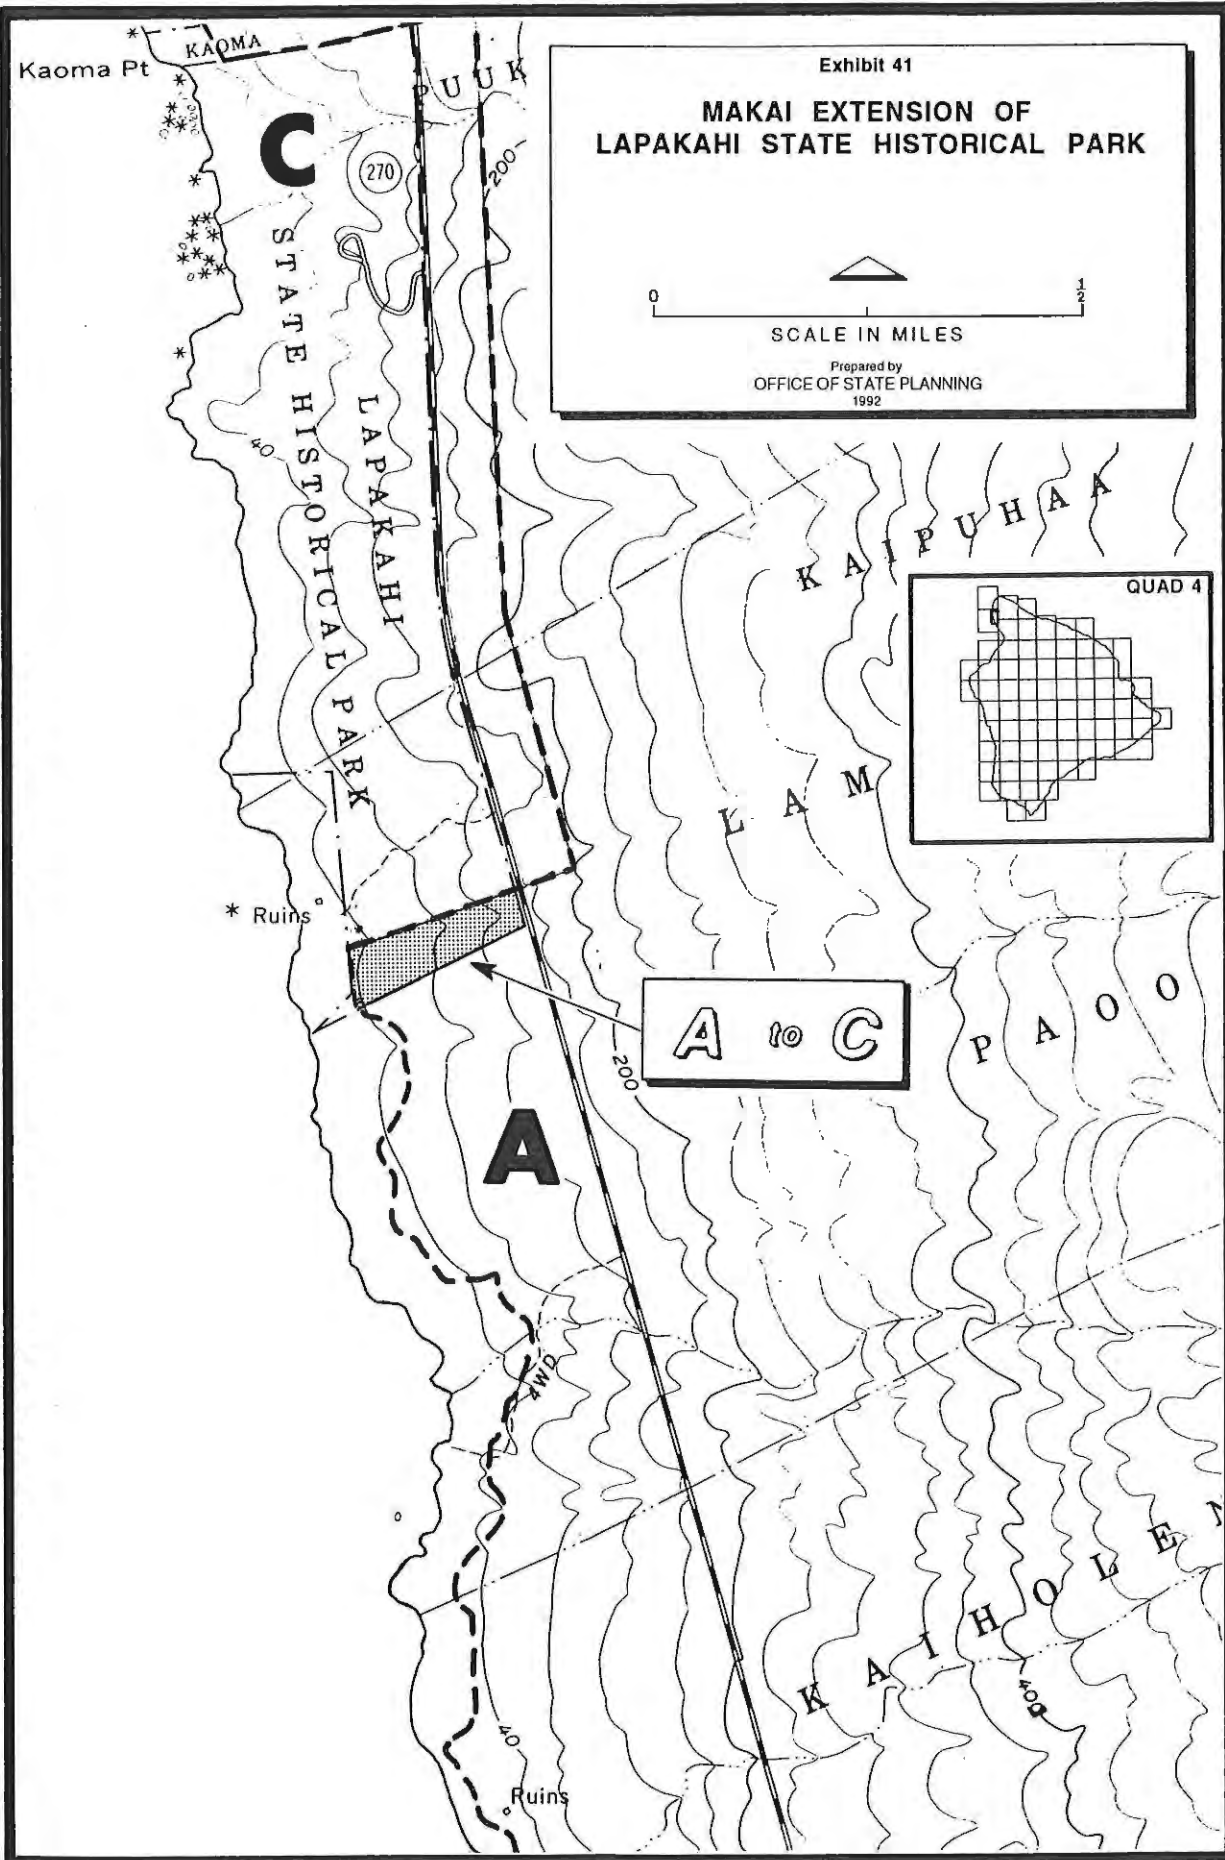 Exhibit 41
MAKAI EXTENSION OF
LAPAKAHI STATE HISTORICAL PARK
0
1/2
SCALE IN MILES
Prepared by
OFFICE OF STATE PLANNING
1992
KAOMA
Kaoma Pt
PUUK
C
270
200
STATE HISTORICAL PARK
LAPAKAHI
40
KAIPUHAA
QUAD 4
LAM
* Ruins
PAOO
A to C
200
A
4WD
KAIHOLE
400
40
Ruins